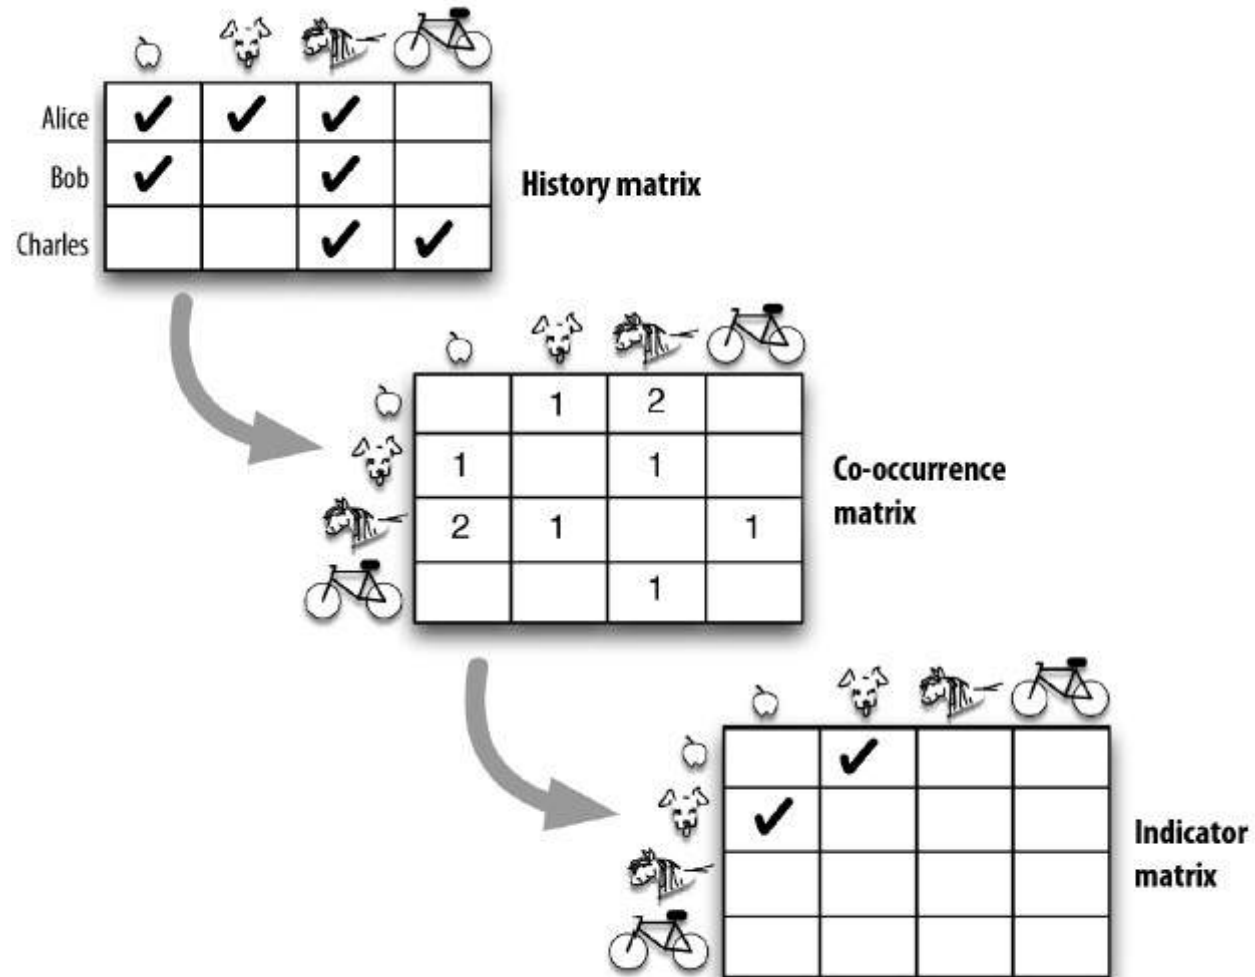 Alice
Bob
Charles
History matrix
1 2
1 1
2 1 1
1
Co-occurrence
matrix
Indicator
matrix